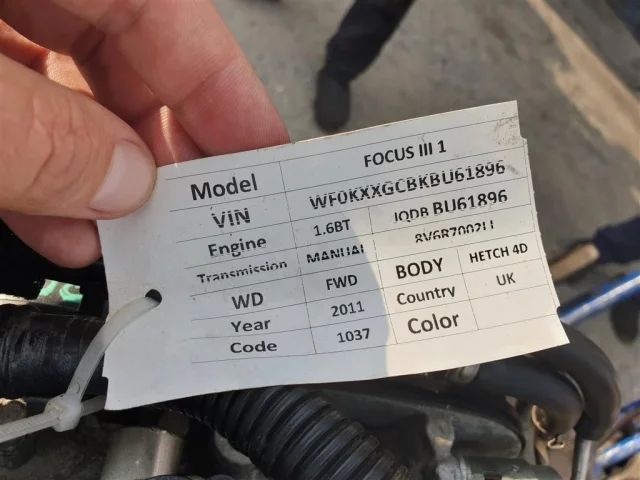 Model FOCUS III 1
VIN WF0KXXGCBKBU61896
Engine 1.6BT IQDB BU61896
Transmission MANUAL 8V6R7002LI
WD FWD BODY HETCH 4D
Year 2011 Country UK
Code 1037 Color